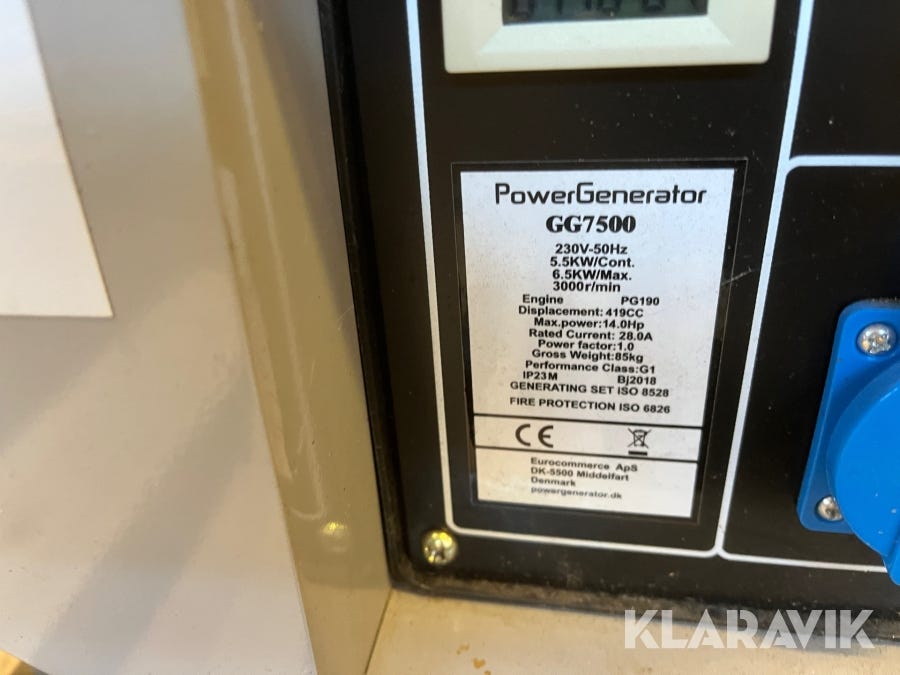 PowerGenerator
GG7500
230V-50Hz
5.5KW/Cont.
6.5KW/Max.
3000r/min
Engine PG190
Displacement: 419CC
Max.power:14.0Hp
Rated Current: 28.0A
Power factor:1.0
Gross Weight:85kg
Performance Class:G1
IP23M Bj2018
GENERATING SET ISO 8528
FIRE PROTECTION ISO 6826
CE
Eurocommerce ApS
DK-5500 Middelfart
Denmark
powergenerator.dk
KLARAVIK